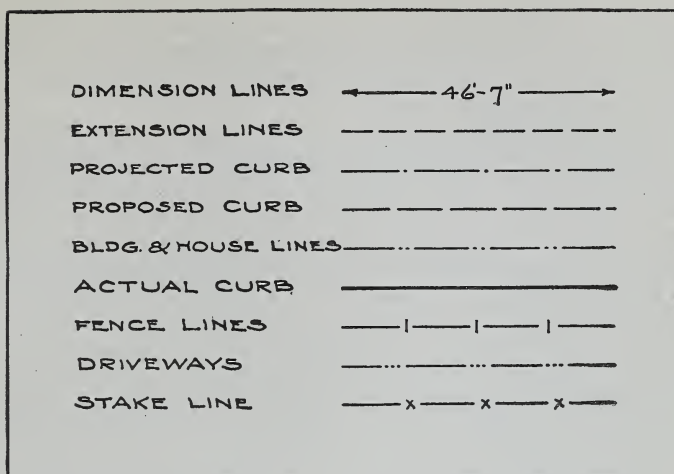 DIMENSION LINES 46'-7"
EXTENSION LINES
PROJECTED CURB
PROPOSED CURB
BLDG. & HOUSE LINES
ACTUAL CURB
FENCE LINES
DRIVEWAYS
STAKE LINE x x x